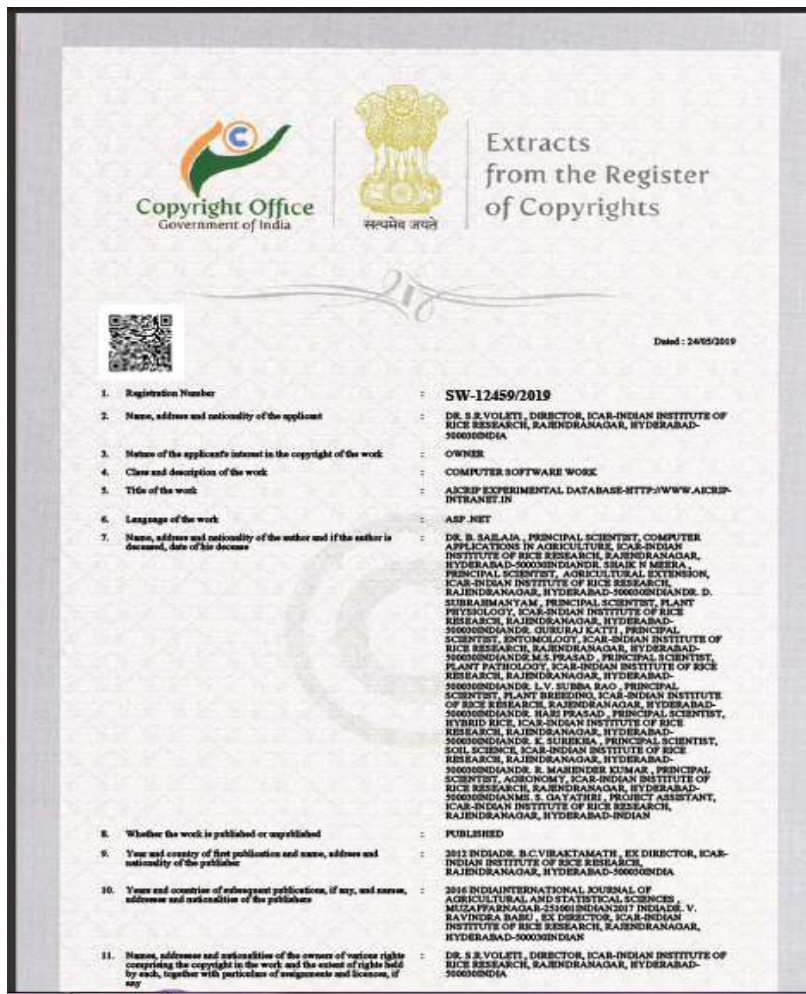 Copyright Office
Government of India
सत्यमेव जयते
Extracts
from the Register
of Copyrights
Dated : 24/05/2019
1. Registration Number : SW-12459/2019
2. Name, address and nationality of the applicant : DR. S.R.VOLETI , DIRECTOR, ICAR-INDIAN INSTITUTE OF
RICE RESEARCH, RAJENDRANAGAR, HYDERABAD-
500030INDIA
3. Nature of the applicant's interest in the copyright of the work : OWNER
4. Class and description of the work : COMPUTER SOFTWARE WORK
5. Title of the work : AICRIP EXPERIMENTAL DATABASE-HTTP://WWW.AICRIP-
INTRANET.IN
6. Language of the work : ASP .NET
7. Name, address and nationality of the author and if the author is
deceased, date of his decease : DR. B. SAILAJA , PRINCIPAL SCIENTIST, COMPUTER
APPLICATIONS IN AGRICULTURE, ICAR-INDIAN
INSTITUTE OF RICE RESEARCH, RAJENDRANAGAR,
HYDERABAD-500030INDIANDR. SHAIK N MEERA ,
PRINCIPAL SCIENTIST, AGRICULTURAL EXTENSION,
ICAR-INDIAN INSTITUTE OF RICE RESEARCH,
RAJENDRANAGAR, HYDERABAD-500030INDIANDR. D.
SUBRAHMANYAM , PRINCIPAL SCIENTIST, PLANT
PHYSIOLOGY, ICAR-INDIAN INSTITUTE OF RICE
RESEARCH, RAJENDRANAGAR, HYDERABAD-
500030INDIANDR. GURURAJ KATTI , PRINCIPAL
SCIENTIST, ENTOMOLOGY, ICAR-INDIAN INSTITUTE OF
RICE RESEARCH, RAJENDRANAGAR, HYDERABAD-
500030INDIANDR.M.S.PRASAD , PRINCIPAL SCIENTIST,
PLANT PATHOLOGY, ICAR-INDIAN INSTITUTE OF RICE
RESEARCH, RAJENDRANAGAR, HYDERABAD-
500030INDIANDR. L.V. SUBBA RAO , PRINCIPAL
SCIENTIST, PLANT BREEDING, ICAR-INDIAN INSTITUTE
OF RICE RESEARCH, RAJENDRANAGAR, HYDERABAD-
500030INDIANDR. HARI PRASAD , PRINCIPAL SCIENTIST,
HYBRID RICE, ICAR-INDIAN INSTITUTE OF RICE
RESEARCH, RAJENDRANAGAR, HYDERABAD-
500030INDIANDR. K. SUREKHA , PRINCIPAL SCIENTIST,
SOIL SCIENCE, ICAR-INDIAN INSTITUTE OF RICE
RESEARCH, RAJENDRANAGAR, HYDERABAD-
500030INDIANDR. R. MAHENDER KUMAR , PRINCIPAL
SCIENTIST, AGRONOMY, ICAR-INDIAN INSTITUTE OF
RICE RESEARCH, RAJENDRANAGAR, HYDERABAD-
500030INDIANMS. S. GAYATHRI , PROJECT ASSISTANT,
ICAR-INDIAN INSTITUTE OF RICE RESEARCH,
RAJENDRANAGAR, HYDERABAD-INDIAN
8. Whether the work is published or unpublished : PUBLISHED
9. Year and country of first publication and name, address and
nationality of the publisher : 2012 INDIADR. B.C.VIRAKTAMATH , EX DIRECTOR, ICAR-
INDIAN INSTITUTE OF RICE RESEARCH,
RAJENDRANAGAR, HYDERABAD-500030INDIA
10. Years and countries of subsequent publications, if any, and names,
addresses and nationalities of the publishers : 2016 INDIAINTERNATIONAL JOURNAL OF
AGRICULTURAL AND STATISTICAL SCIENCES ,
MUZAFFARNAGAR-251001INDIAN2017 INDIADR. V.
RAVINDRA BABU , EX DIRECTOR, ICAR-INDIAN
INSTITUTE OF RICE RESEARCH, RAJENDRANAGAR,
HYDERABAD-500030INDIAN
11. Names, addresses and nationalities of the owners of various rights
comprising the copyright in the work and the extent of rights held
by each, together with particulars of assignments and licences, if
any : DR. S.R.VOLETI , DIRECTOR, ICAR-INDIAN INSTITUTE OF
RICE RESEARCH, RAJENDRANAGAR, HYDERABAD-
500030INDIA